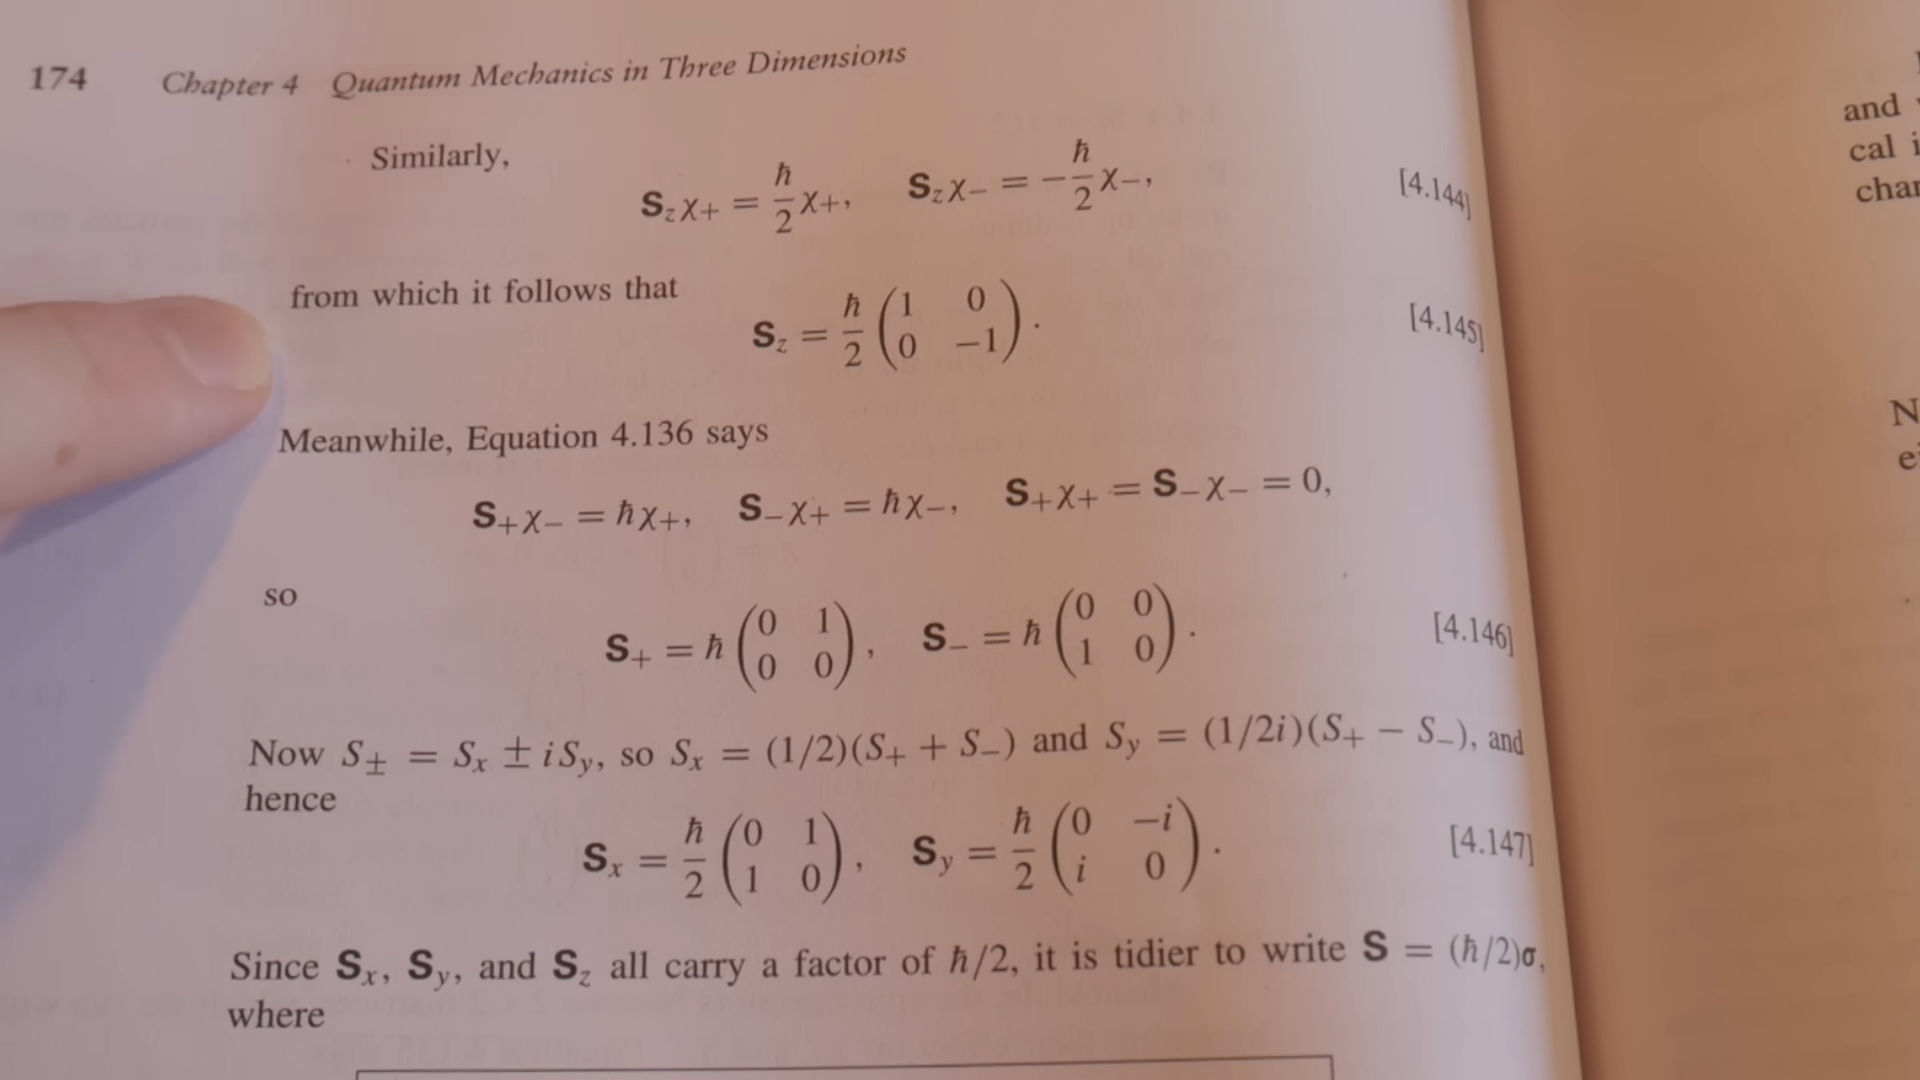 174 Chapter 4 Quantum Mechanics in Three Dimensions
Similarly,
S_z χ_+ = ħ/2 χ_+, S_z χ_− = −ħ/2 χ_−, [4.144]
from which it follows that
S_z = ħ/2 (1 0; 0 −1). [4.145]
Meanwhile, Equation 4.136 says
S_+ χ_− = ħχ_+, S_− χ_+ = ħχ_−, S_+ χ_+ = S_− χ_− = 0,
so
S_+ = ħ (0 1; 0 0), S_− = ħ (0 0; 1 0). [4.146]
Now S_± = S_x ± iS_y, so S_x = (1/2)(S_+ + S_−) and S_y = (1/2i)(S_+ − S_−), and
hence
S_x = ħ/2 (0 1; 1 0), S_y = ħ/2 (0 −i; i 0). [4.147]
Since S_x, S_y, and S_z all carry a factor of ħ/2, it is tidier to write S = (ħ/2)σ,
where
and
cal